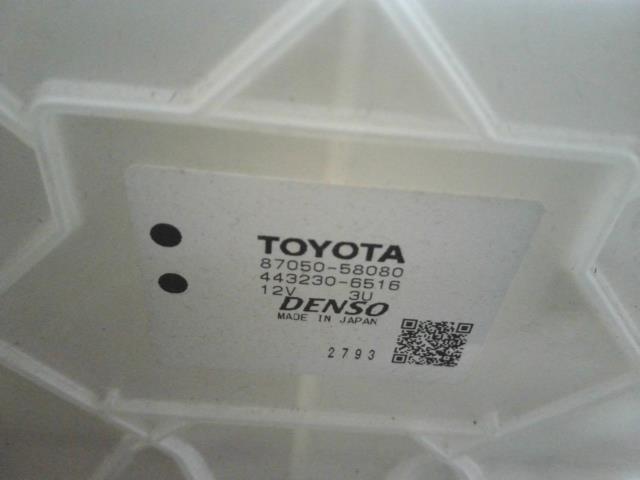 TOYOTA
87050-58080
443230-6516
12V 3U
DENSO
MADE IN JAPAN
2793